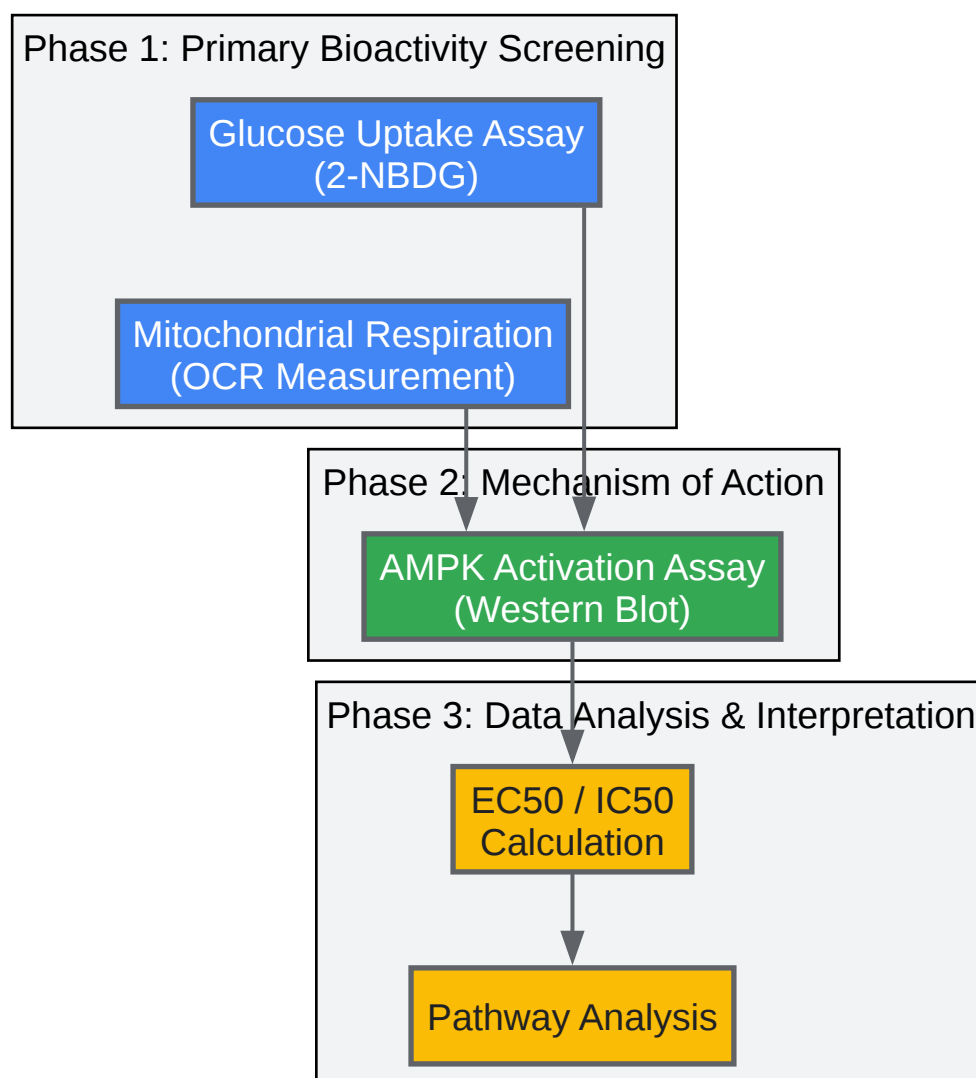 Phase 1: Primary Bioactivity Screening
Glucose Uptake Assay
(2-NBDG)
Mitochondrial Respiration
(OCR Measurement)
Phase 2: Mechanism of Action
AMPK Activation Assay
(Western Blot)
Phase 3: Data Analysis & Interpretation
EC50 / IC50
Calculation
Pathway Analysis